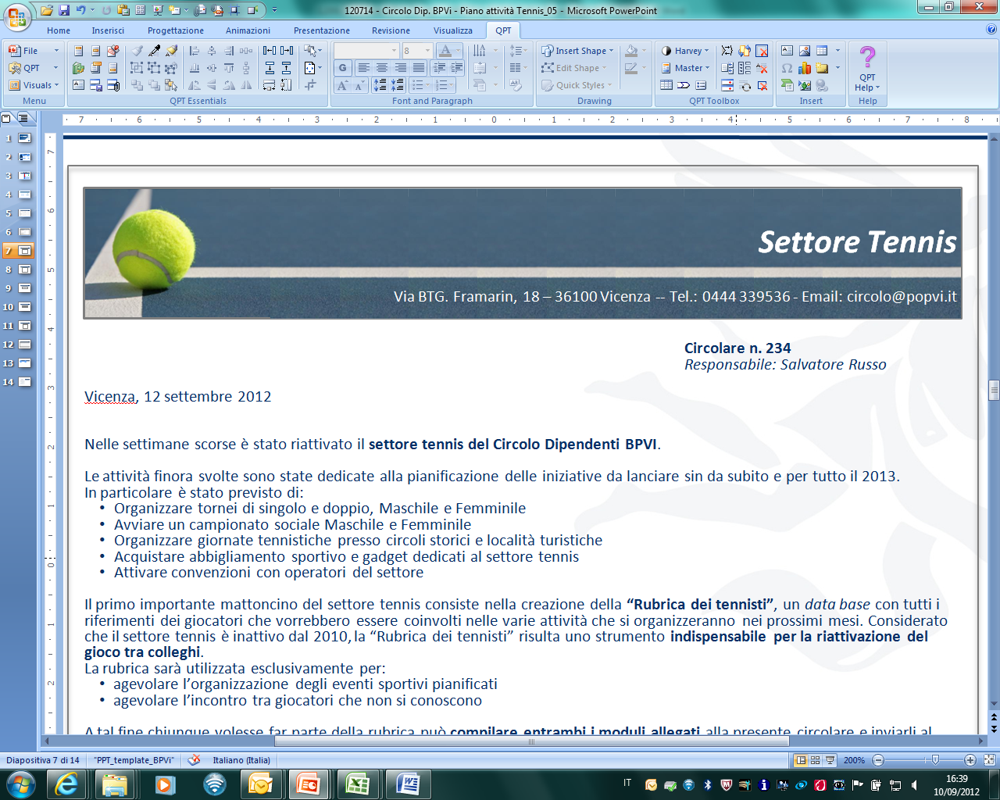 120714 - Circolo Dip. BPVi - Piano attività Tennis_05 - Microsoft PowerPoint
Home Inserisci Progettazione Animazioni Presentazione Revisione Visualizza QPT
File 8 Insert Shape Harvey
QPT G Edit Shape Master QPT Help
Visuals A A Quick Styles
Menu QPT Essentials Font and Paragraph Drawing QPT Toolbox Insert Help
7 6 5 4 3 2 1 0 1 2 3 4 5 6 7 8
1
2
3
4
5
6
7
8
9
10
11
12
13
14
7
6
5
4
3
2
1
0
1
2
Settore Tennis
Via BTG. Framarin, 18 – 36100 Vicenza -- Tel.: 0444 339536 - Email: circolo@popvi.it
Circolare n. 234
Responsabile: Salvatore Russo
Vicenza, 12 settembre 2012
Nelle settimane scorse è stato riattivato il settore tennis del Circolo Dipendenti BPVI.
Le attività finora svolte sono state dedicate alla pianificazione delle iniziative da lanciare sin da subito e per tutto il 2013.
In particolare è stato previsto di:
• Organizzare tornei di singolo e doppio, Maschile e Femminile
• Avviare un campionato sociale Maschile e Femminile
• Organizzare giornate tennistiche presso circoli storici e località turistiche
• Acquistare abbigliamento sportivo e gadget dedicati al settore tennis
• Attivare convenzioni con operatori del settore
Il primo importante mattoncino del settore tennis consiste nella creazione della “Rubrica dei tennisti”, un data base con tutti i
riferimenti dei giocatori che vorrebbero essere coinvolti nelle varie attività che si organizzeranno nei prossimi mesi. Considerato
che il settore tennis è inattivo dal 2010, la “Rubrica dei tennisti” risulta uno strumento indispensabile per la riattivazione del
gioco tra colleghi.
La rubrica sarà utilizzata esclusivamente per:
• agevolare l’organizzazione degli eventi sportivi pianificati
• agevolare l’incontro tra giocatori che non si conoscono
A tal fine chiunque volesse far parte della rubrica può compilare entrambi i moduli allegati alla presente circolare e inviarli al
Diapositiva 7 di 14 "PPT_template_BPVi" Italiano (Italia) 200%
IT 16:39
10/09/2012